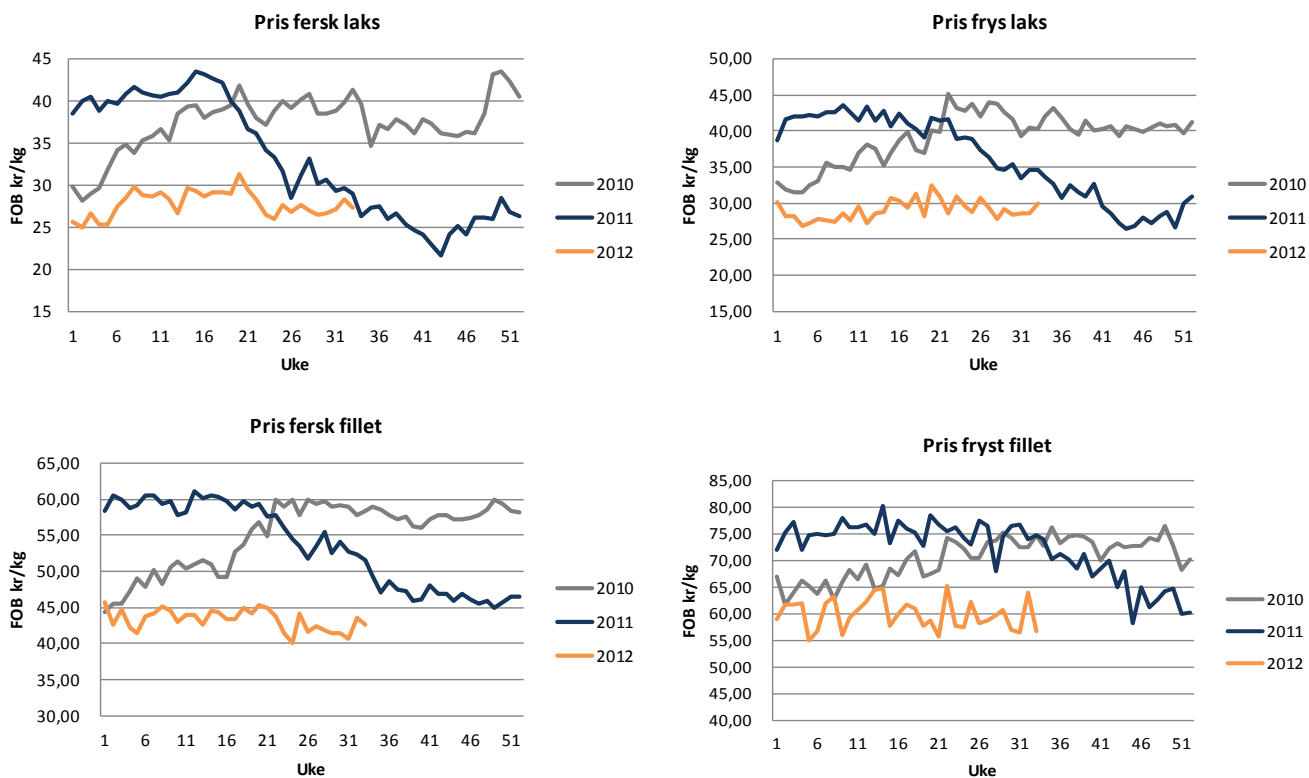 Pris fersk laks
FOB kr/kg
45
40
35
30
25
20
15
1 6 11 16 21 26 31 36 41 46 51
Uke
2010
2011
2012
Pris frys laks
FOB kr/kg
50,00
45,00
40,00
35,00
30,00
25,00
20,00
15,00
1 6 11 16 21 26 31 36 41 46 51
Uke
2010
2011
2012
Pris fersk fillet
FOB kr/kg
65,00
60,00
55,00
50,00
45,00
40,00
35,00
30,00
1 6 11 16 21 26 31 36 41 46 51
Uke
2010
2011
2012
Pris fryst fillet
FOB kr/kg
85,00
80,00
75,00
70,00
65,00
60,00
55,00
50,00
45,00
40,00
1 6 11 16 21 26 31 36 41 46 51
Uke
2010
2011
2012